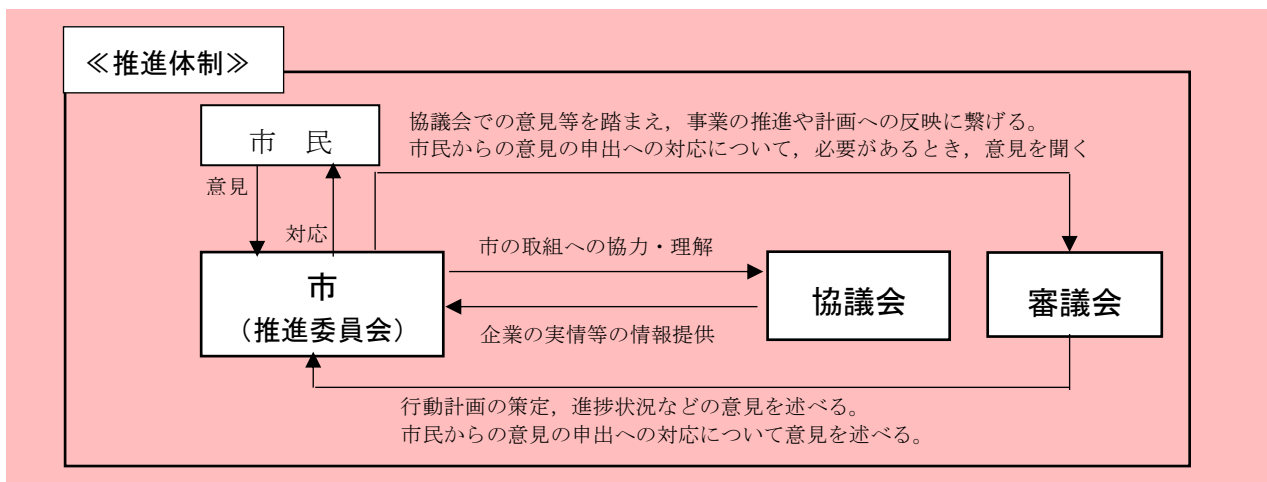 ≪推進体制≫
市　民
協議会での意見等を踏まえ，事業の推進や計画への反映に繋げる。
市民からの意見の申出への対応について，必要があるとき，意見を聞く
意見
対応
市の取組への協力・理解
市
（推進委員会）
協議会
審議会
企業の実情等の情報提供
行動計画の策定，進捗状況などの意見を述べる。
市民からの意見の申出への対応について意見を述べる。